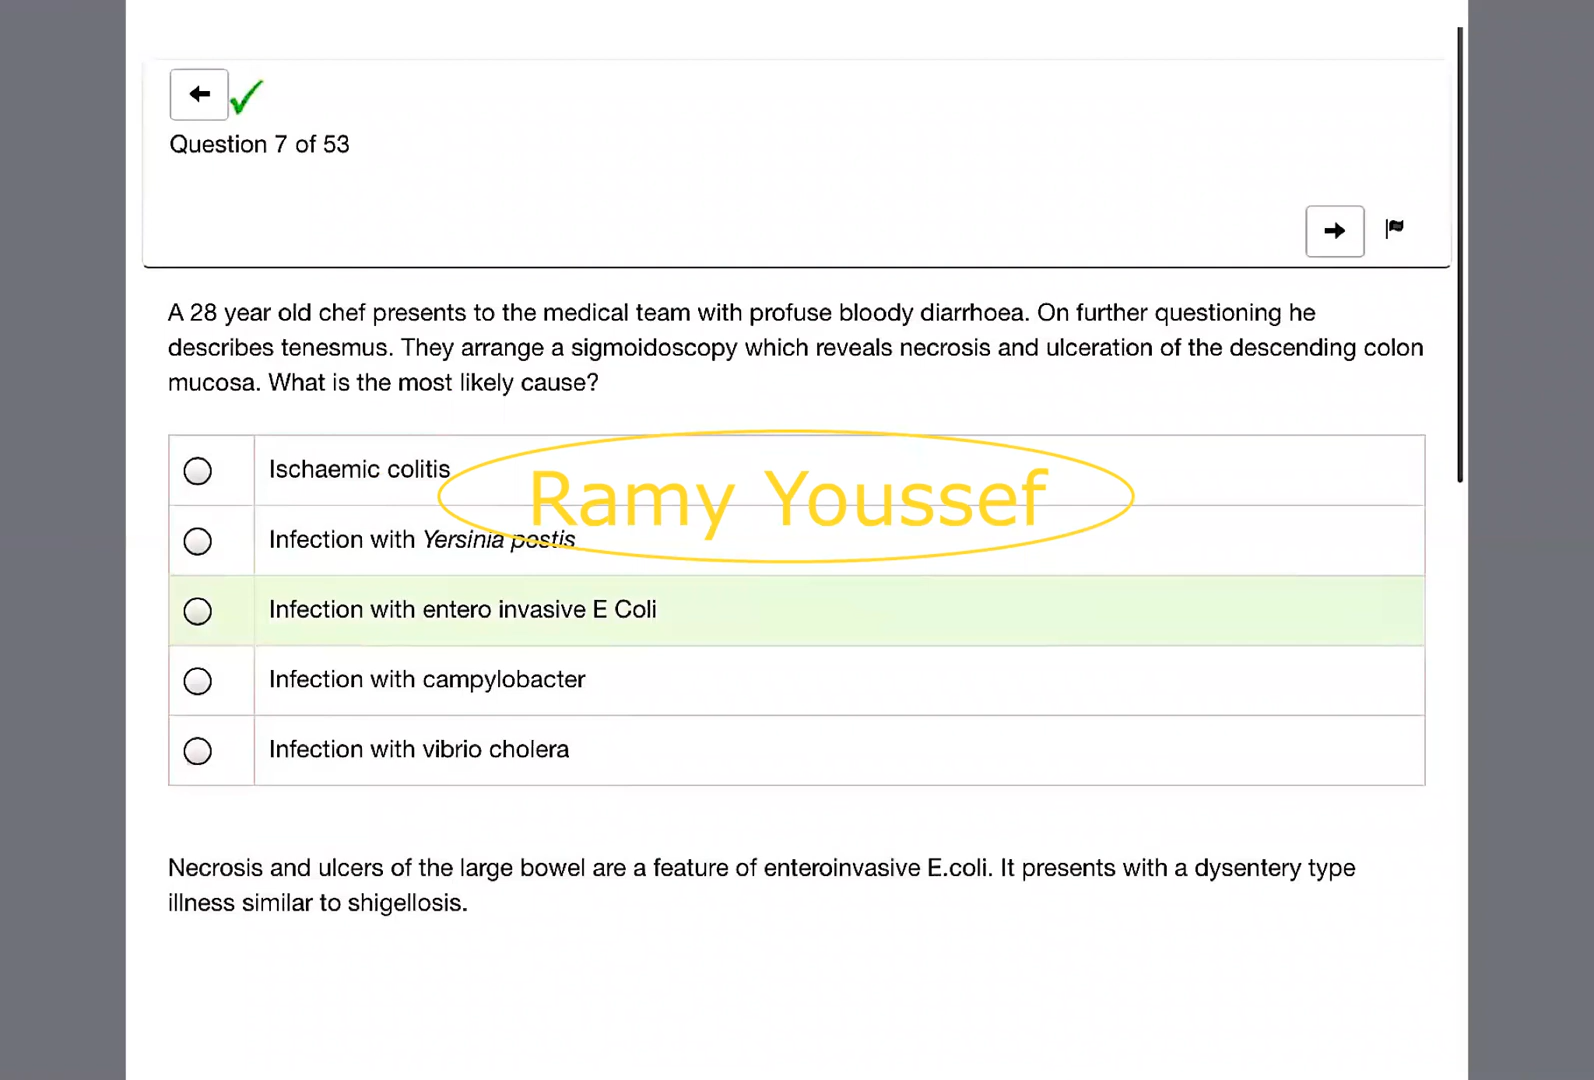 Question 7 of 53
A 28 year old chef presents to the medical team with profuse bloody diarrhoea. On further questioning he
describes tenesmus. They arrange a sigmoidoscopy which reveals necrosis and ulceration of the descending colon
mucosa. What is the most likely cause?
Ischaemic colitis
Ramy Youssef
Infection with Yersinia pestis
Infection with entero invasive E Coli
Infection with campylobacter
Infection with vibrio cholera
Necrosis and ulcers of the large bowel are a feature of enteroinvasive E.coli. It presents with a dysentery type
illness similar to shigellosis.